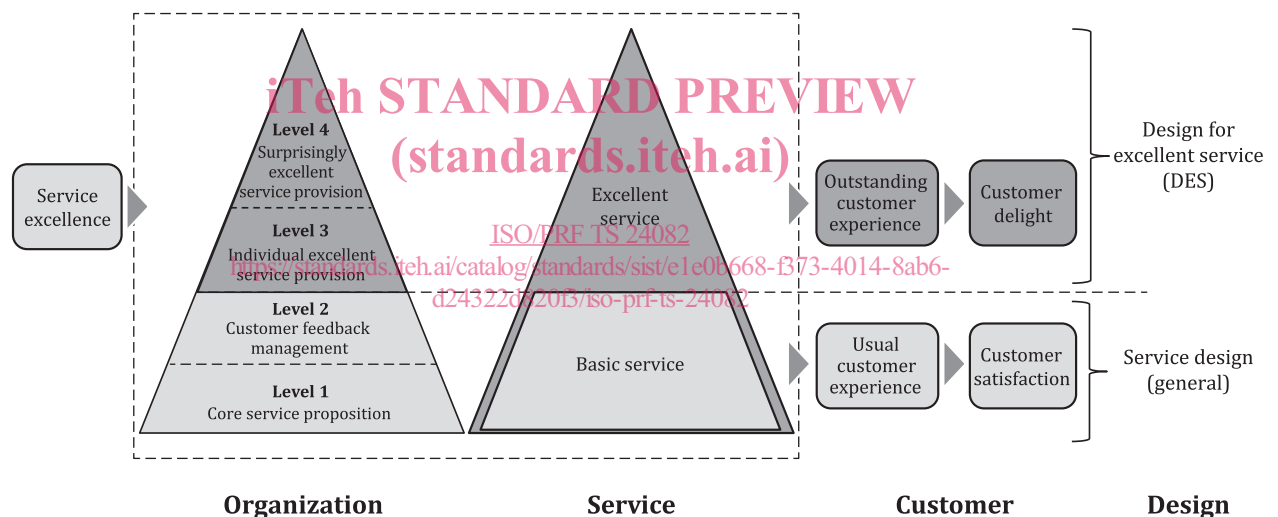 Service
excellence
Level 4
Surprisingly
excellent
service provision
Level 3
Individual excellent
service provision
Level 2
Customer feedback
management
Level 1
Core service proposition
Excellent
service
Basic service
Outstanding
customer
experience
Customer
delight
Usual
customer
experience
Customer
satisfaction
Design for
excellent service
(DES)
Service design
(general)
Organization
Service
Customer
Design
iTeh STANDARD PREVIEW
(standards.iteh.ai)
ISO/PRF TS 24082
https://standards.iteh.ai/catalog/standards/sist/e1e0b668-f373-4014-8ab6-
d24322d820f3/iso-prf-ts-24082